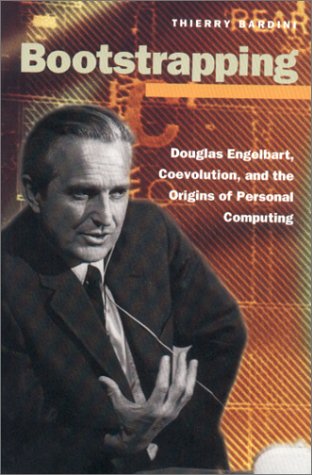 THIERRY BARDINI
Bootstrapping
Douglas Engelbart,
Coevolution, and the
Origins of Personal
Computing